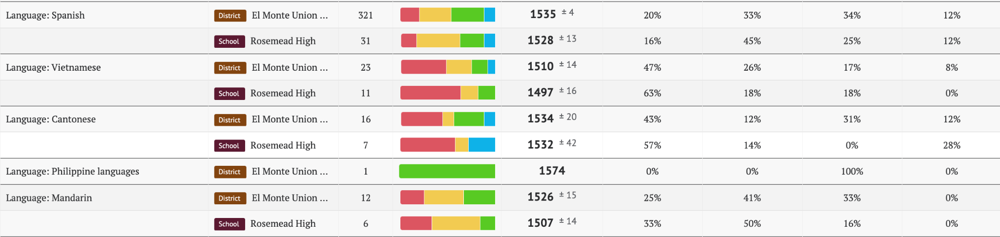 Language: Spanish District El Monte Union ... 321 1535 ± 4 20% 33% 34% 12%
School Rosemead High 31 1528 ± 13 16% 45% 25% 12%
Language: Vietnamese District El Monte Union ... 23 1510 ± 14 47% 26% 17% 8%
School Rosemead High 11 1497 ± 16 63% 18% 18% 0%
Language: Cantonese District El Monte Union ... 16 1534 ± 20 43% 12% 31% 12%
School Rosemead High 7 1532 ± 42 57% 14% 0% 28%
Language: Philippine languages District El Monte Union ... 1 1574 0% 0% 100% 0%
Language: Mandarin District El Monte Union ... 12 1526 ± 15 25% 41% 33% 0%
School Rosemead High 6 1507 ± 14 33% 50% 16% 0%